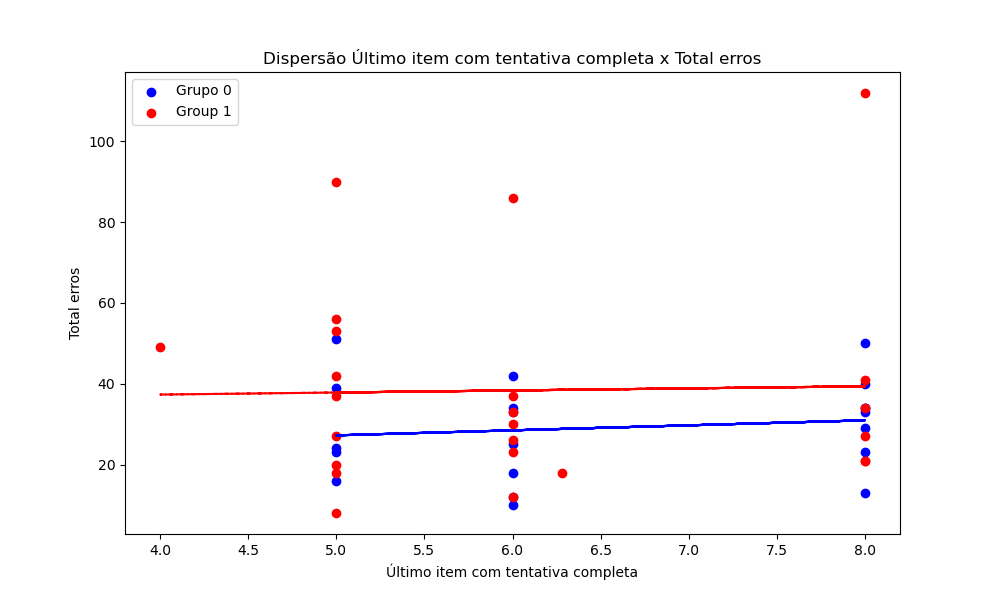 Dispersão Último item com tentativa completa x Total erros
Grupo 0
Group 1
Total erros
100
80
60
40
20
4.0 4.5 5.0 5.5 6.0 6.5 7.0 7.5 8.0
Último item com tentativa completa